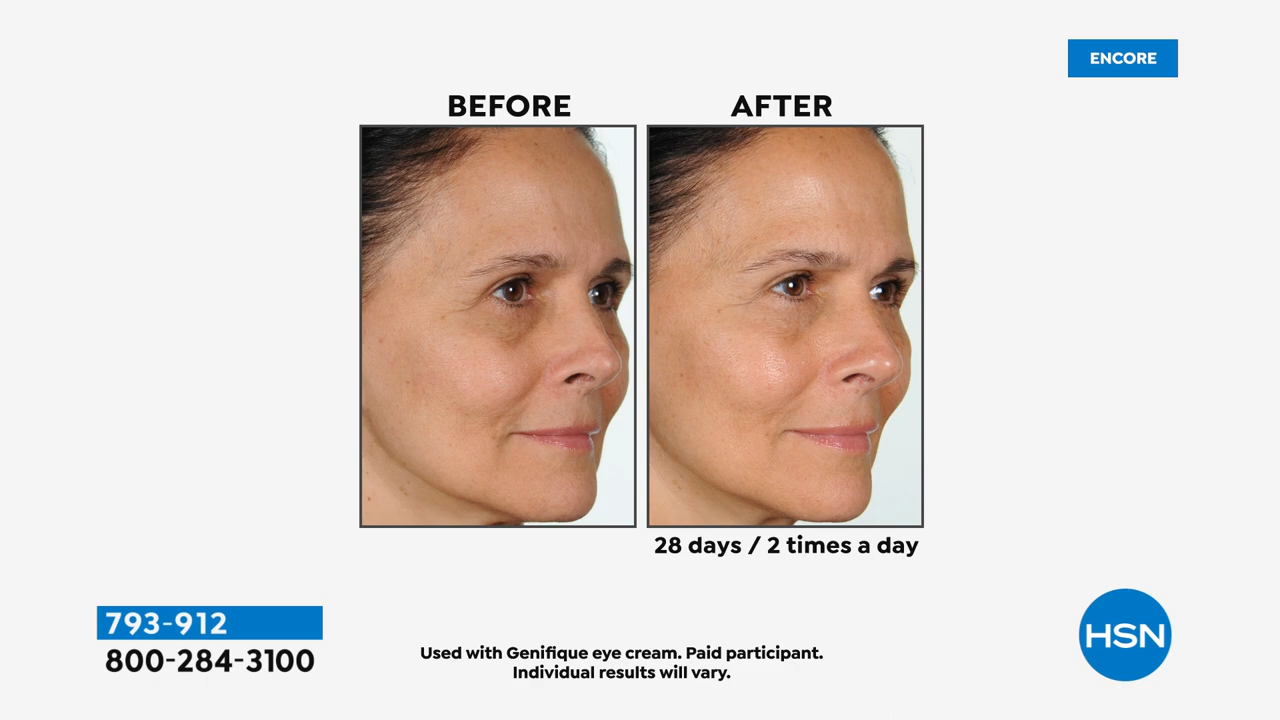 ENCORE
BEFORE
AFTER
28 days / 2 times a day
793-912
800-284-3100
Used with Genifique eye cream. Paid participant.
Individual results will vary.
HSN